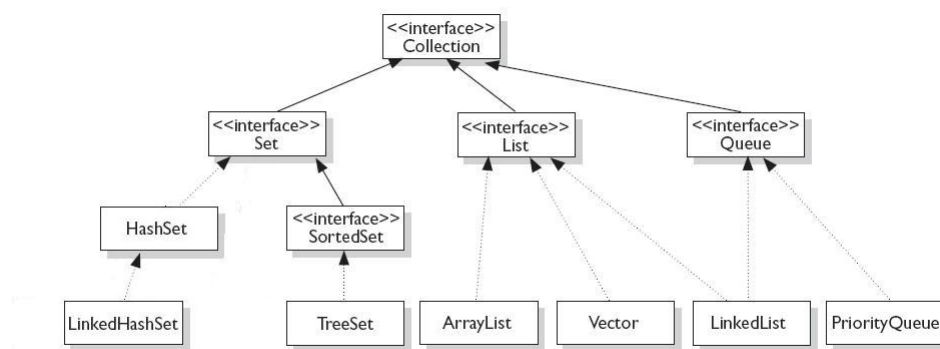 <<interface>>
Collection
<<interface>>
Set
<<interface>>
List
<<interface>>
Queue
HashSet
<<interface>>
SortedSet
LinkedHashSet
TreeSet
ArrayList
Vector
LinkedList
PriorityQueue